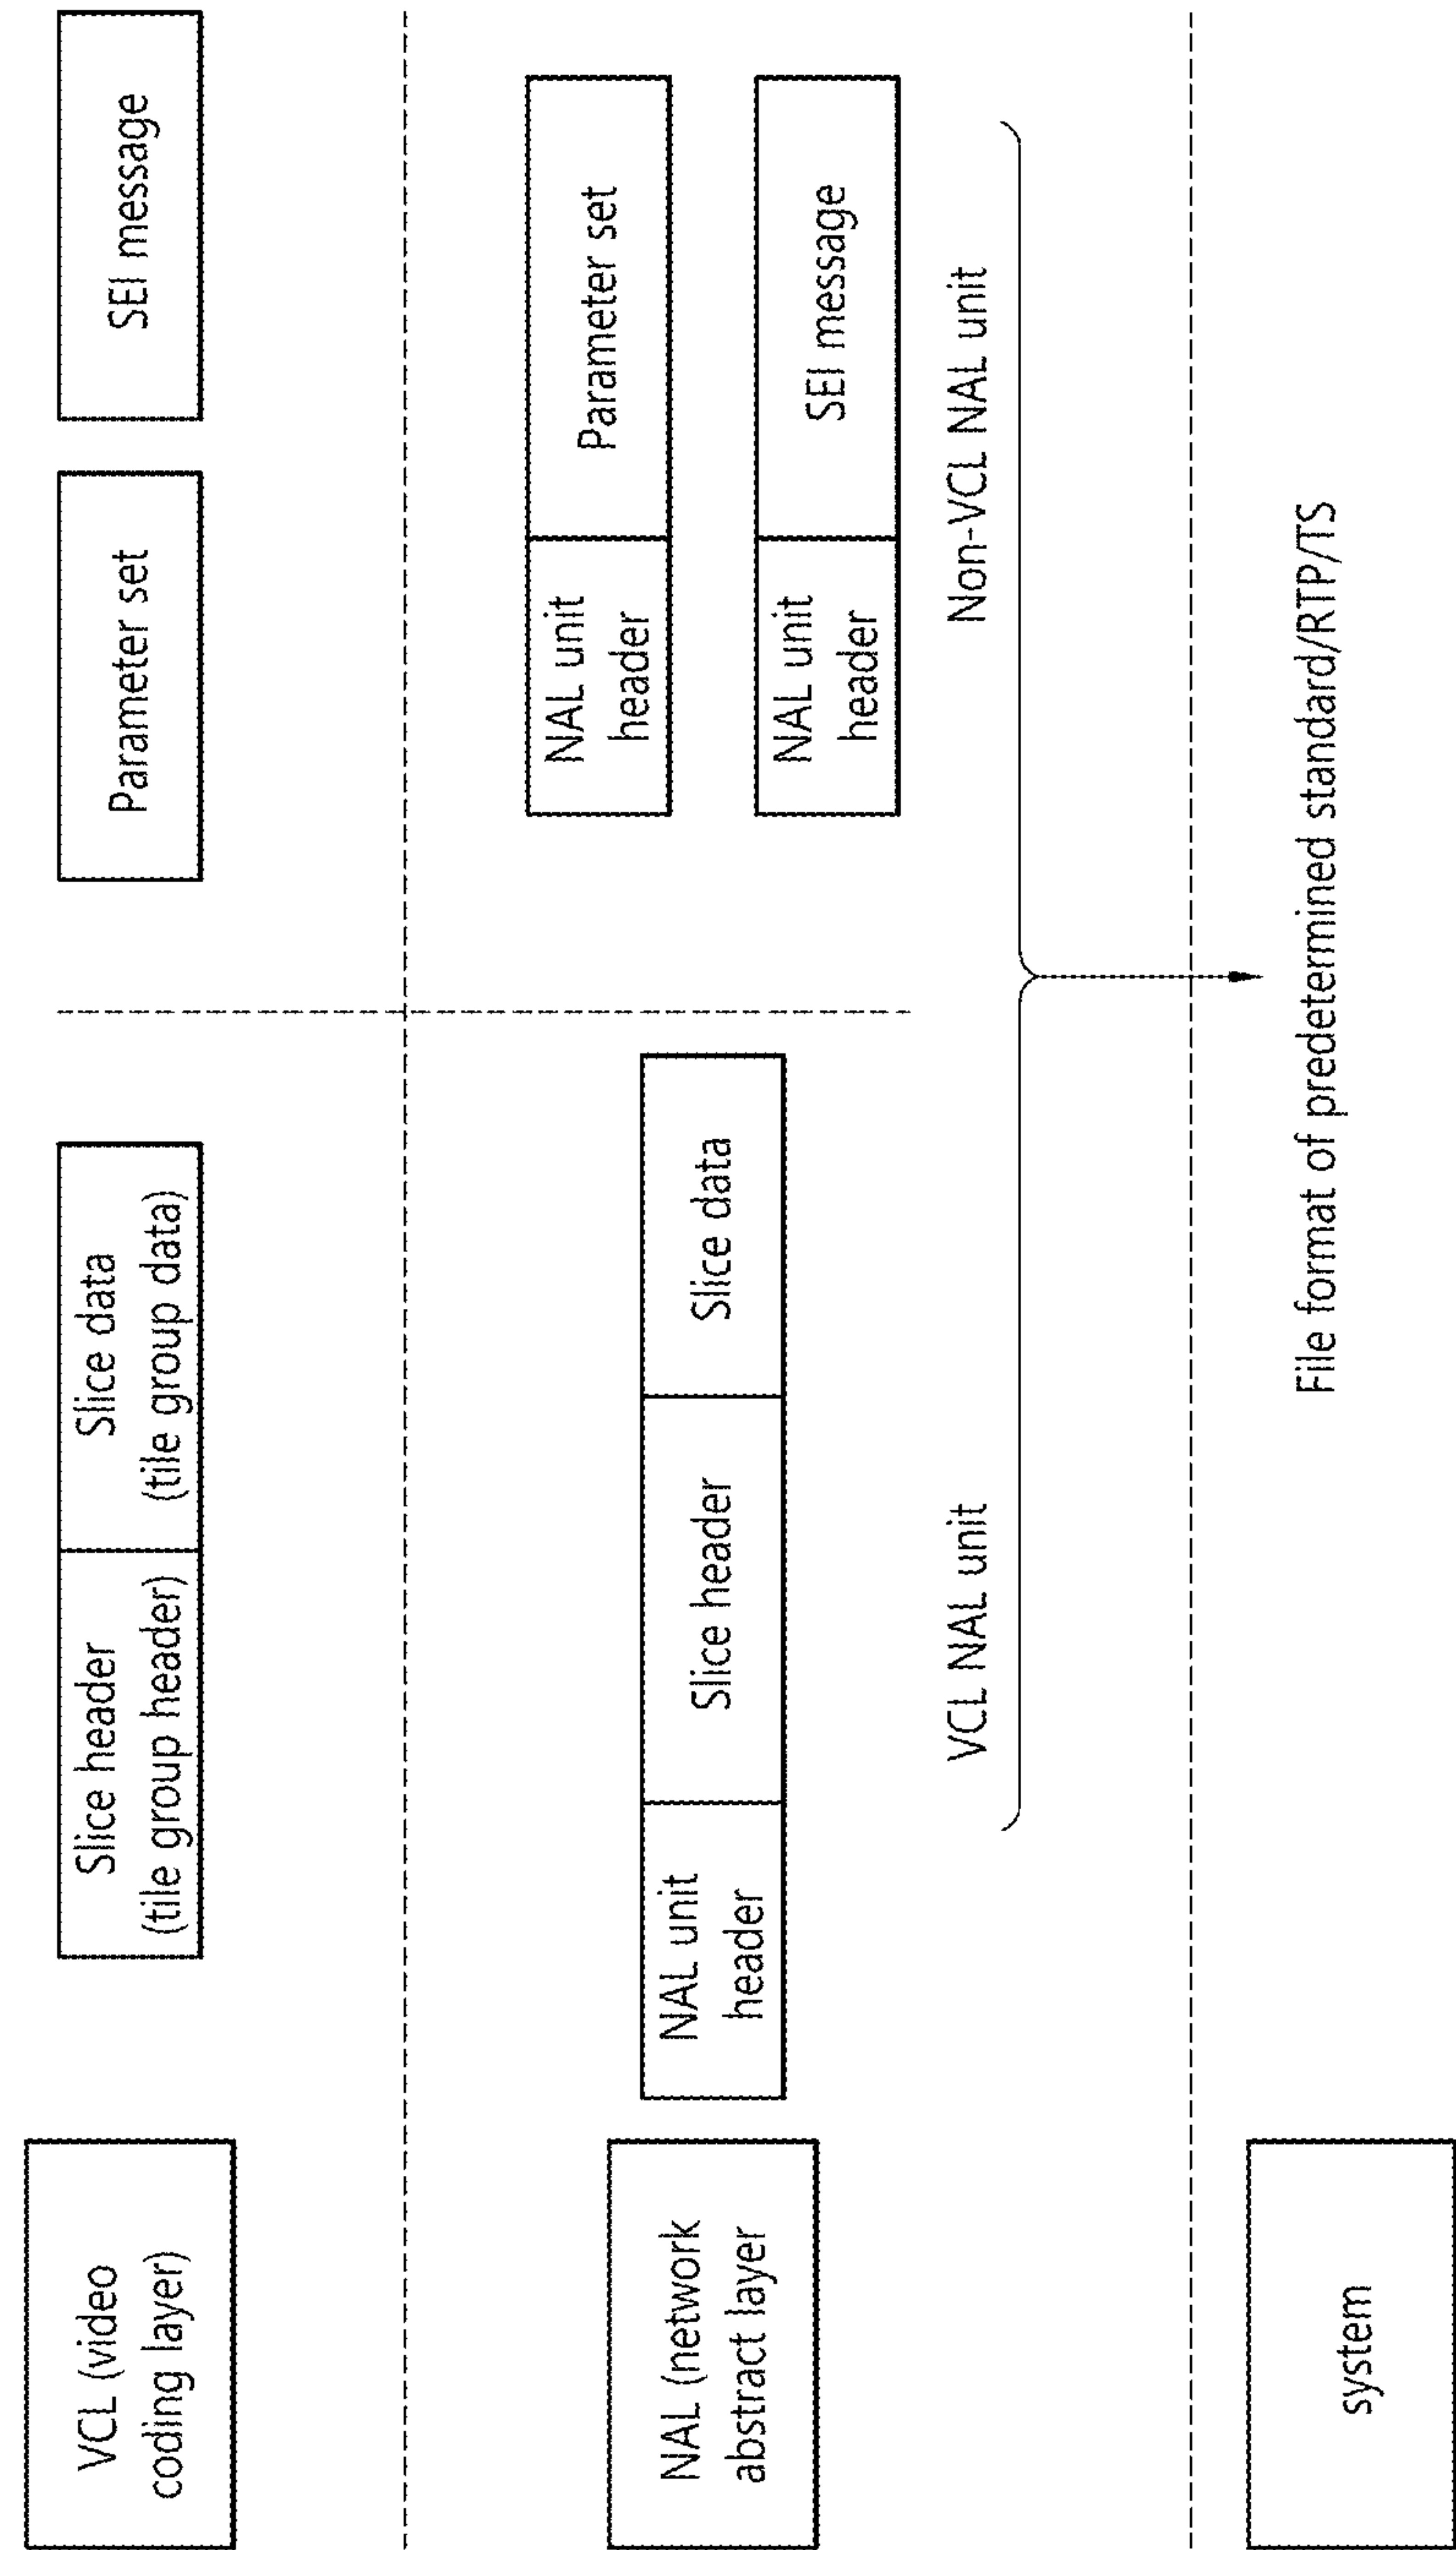 VCL (video
coding layer)
Slice header
(tile group header)
Slice data
(tile group data)
Parameter set
SEI message
NAL (network
abstract layer
NAL unit
header
Slice header
Slice data
NAL unit
header
Parameter set
NAL unit
header
SEI message
VCL NAL unit
Non-VCL NAL unit
system
File format of predetermined standard/RTP/TS